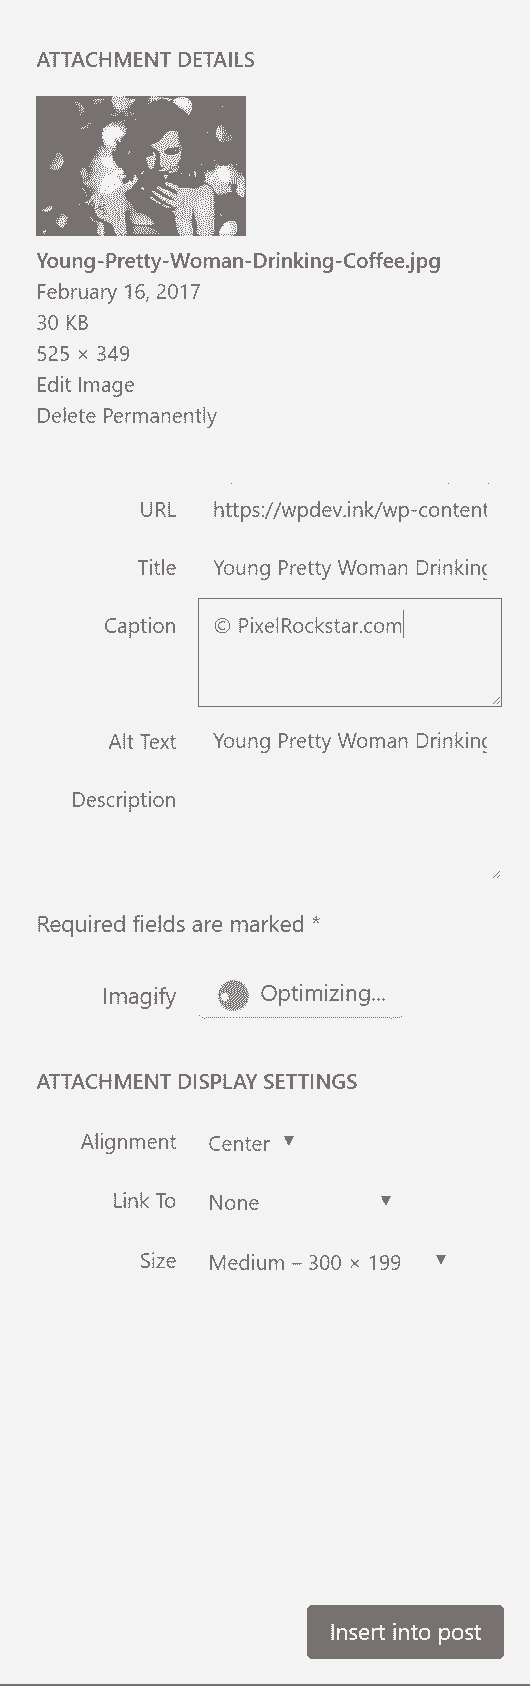 ATTACHMENT DETAILS
Young-Pretty-Woman-Drinking-Coffee.jpg
February 16, 2017
30 KB
525 × 349
Edit Image
Delete Permanently
URL https://wpdev.ink/wp-content
Title Young Pretty Woman Drinking
Caption © PixelRockstar.com
Alt Text Young Pretty Woman Drinking
Description
Required fields are marked *
Imagify Optimizing...
ATTACHMENT DISPLAY SETTINGS
Alignment Center ▼
Link To None ▼
Size Medium – 300 × 199 ▼
Insert into post